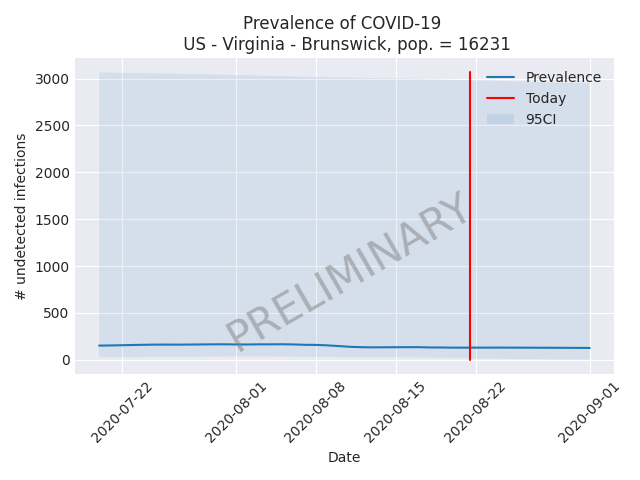 Prevalence of COVID-19
US - Virginia - Brunswick, pop. = 16231
3000
2500
2000
1500
1000
500
0
# undetected infections
Prevalence
Today
95CI
PRELIMINARY
2020-07-22
2020-08-01
2020-08-08
2020-08-15
2020-08-22
2020-09-01
Date